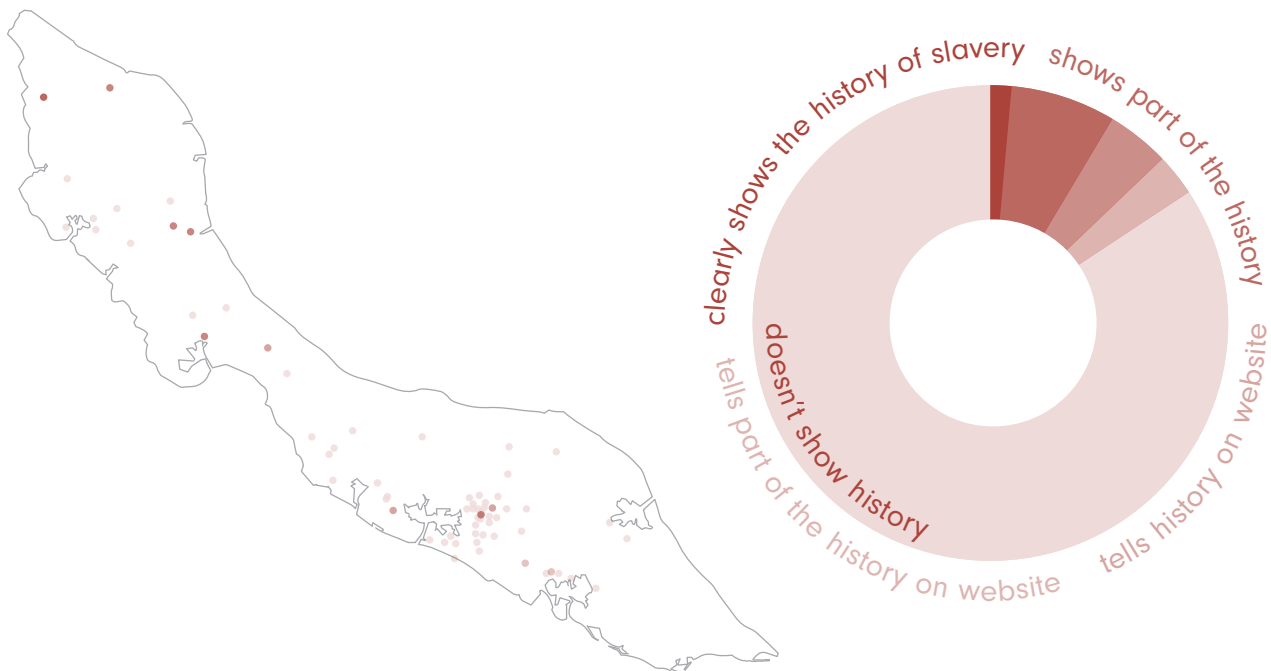 clearly shows the history of slavery
shows part of the history
tells history on website
tells part of the history on website
doesn't show history